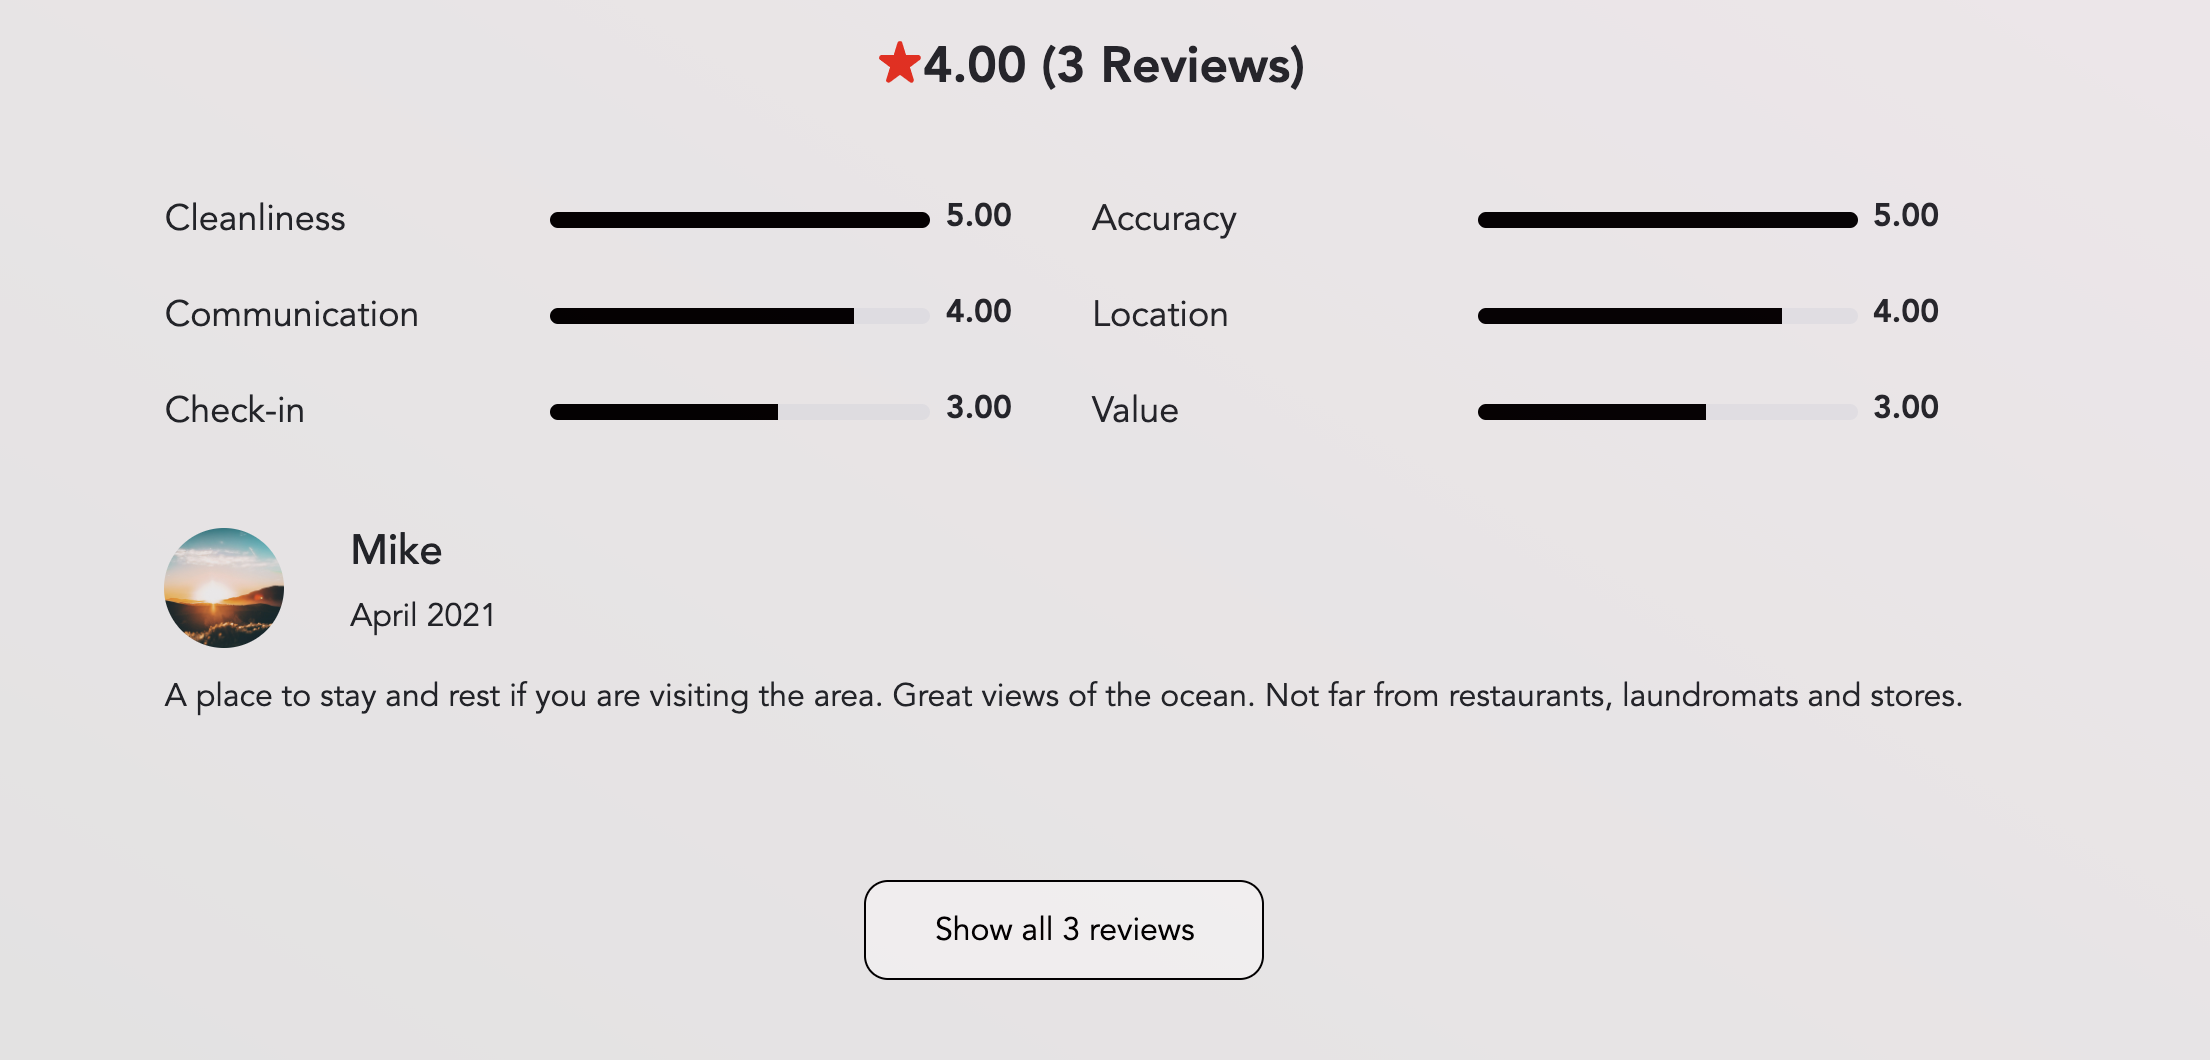 4.00 (3 Reviews)
Cleanliness 5.00 Accuracy 5.00
Communication 4.00 Location 4.00
Check-in 3.00 Value 3.00
Mike
April 2021
A place to stay and rest if you are visiting the area. Great views of the ocean. Not far from restaurants, laundromats and stores.
Show all 3 reviews